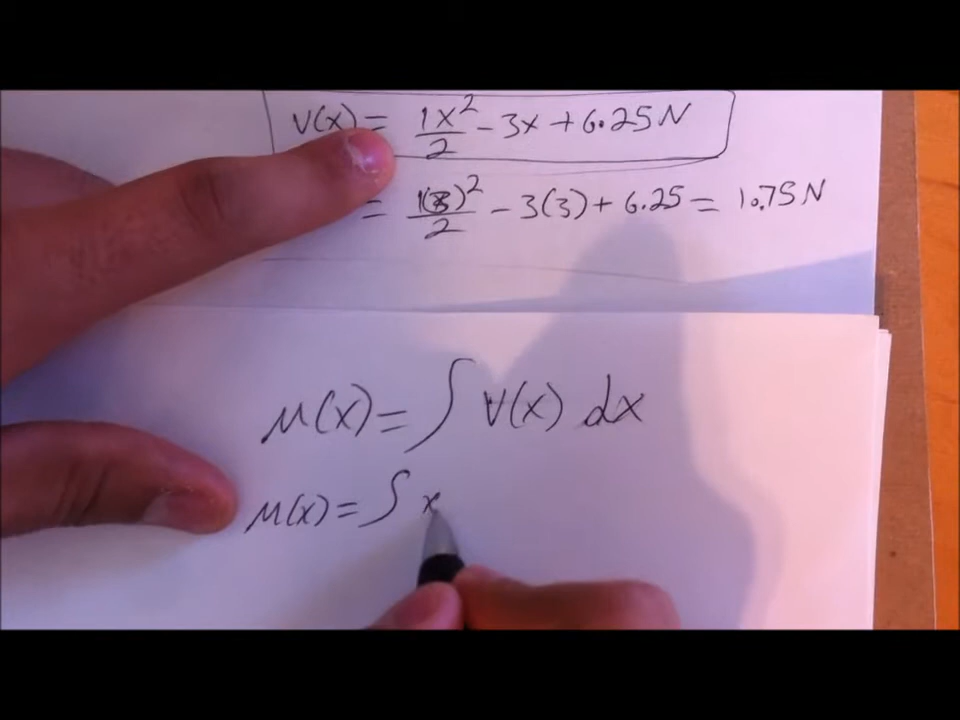 V(x) = 1x²/2 - 3x + 6.25 N
= 1(3)²/2 - 3(3) + 6.25 = 1.75 N
M(x) = ∫ V(x) dx
M(x) = ∫ x